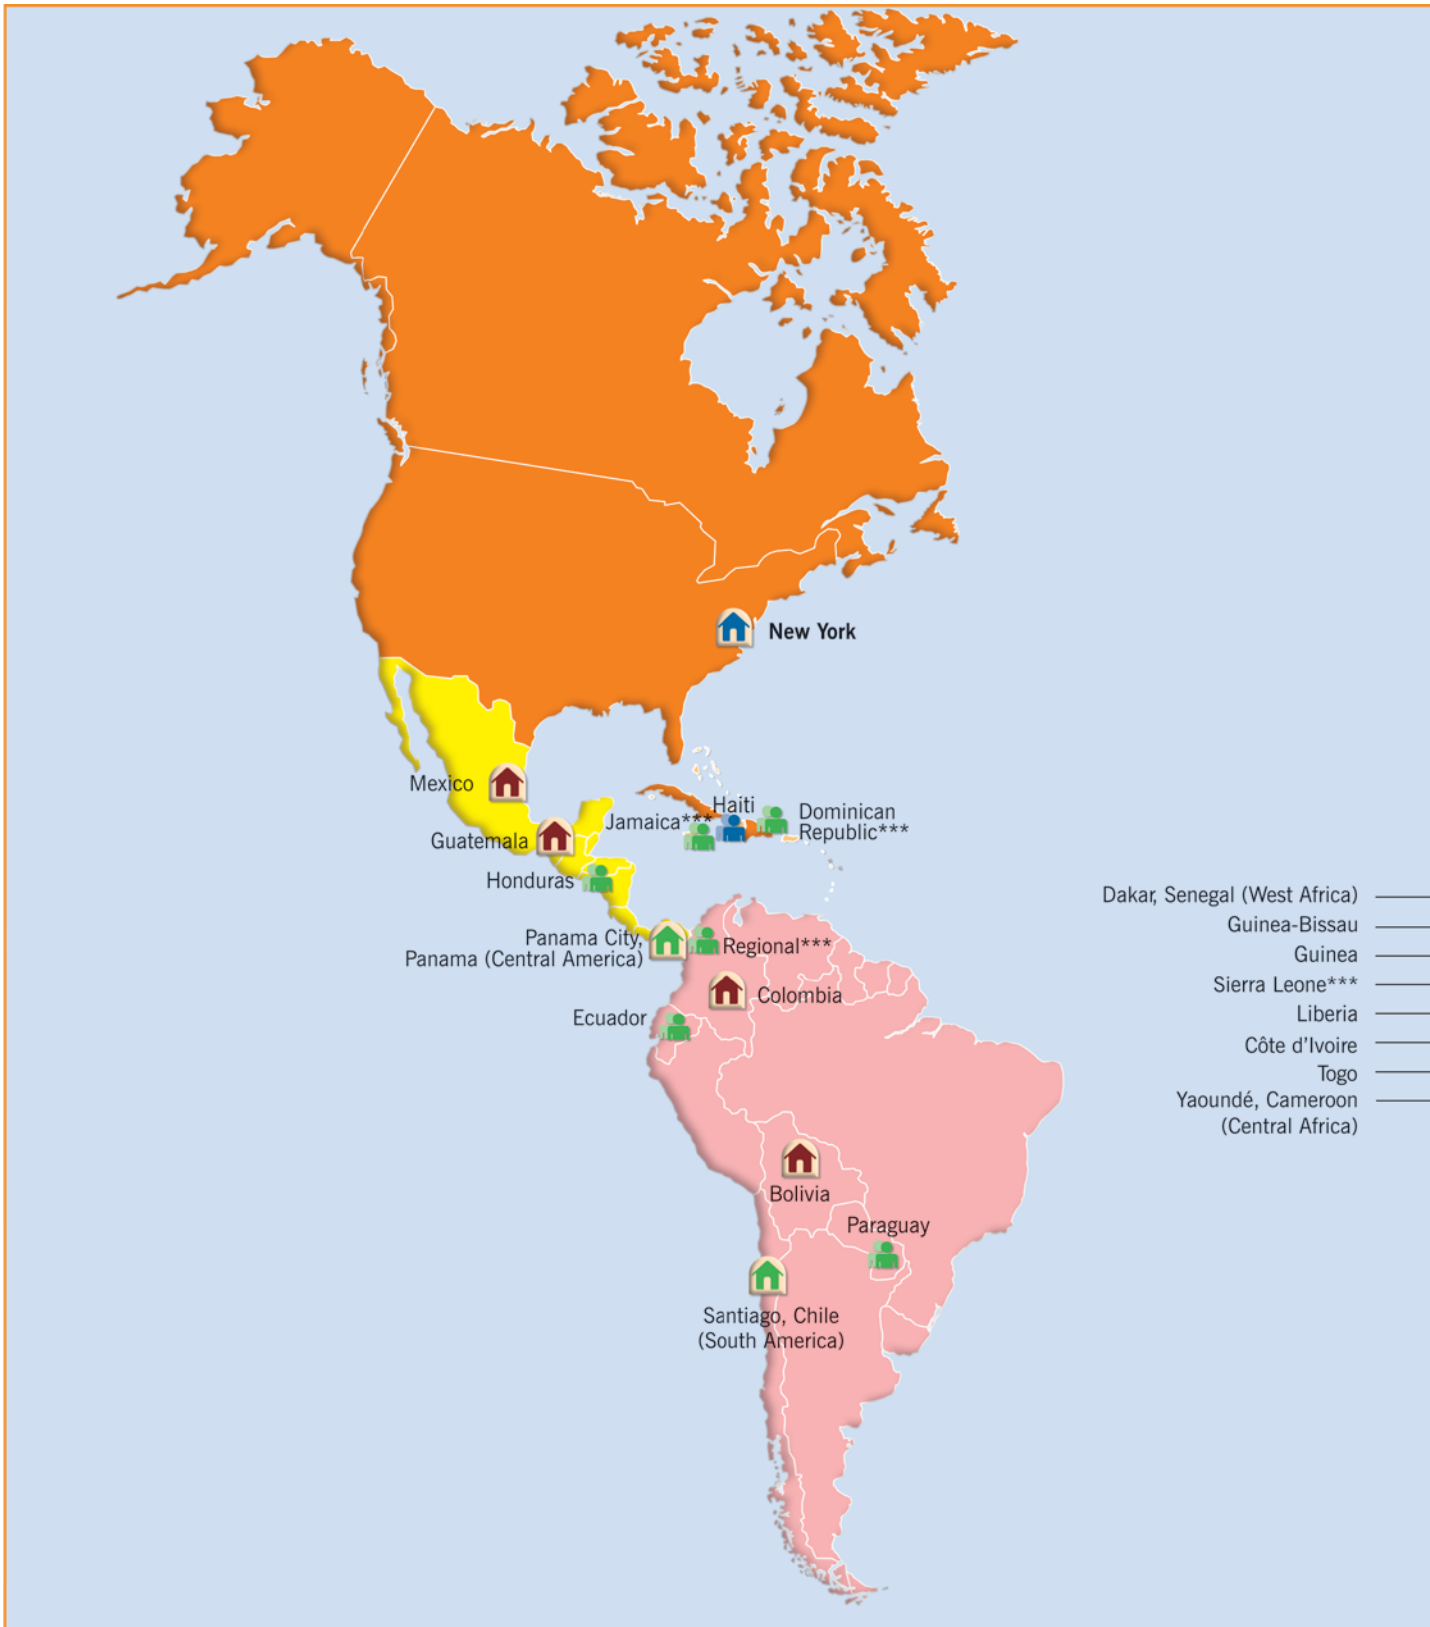 New York
Mexico
Haiti
Dominican
Republic***
Jamaica***
Guatemala
Honduras
Panama City,
Panama (Central America)
Regional***
Colombia
Ecuador
Bolivia
Paraguay
Santiago, Chile
(South America)
Dakar, Senegal (West Africa)
Guinea-Bissau
Guinea
Sierra Leone***
Liberia
Côte d’Ivoire
Togo
Yaoundé, Cameroon
(Central Africa)